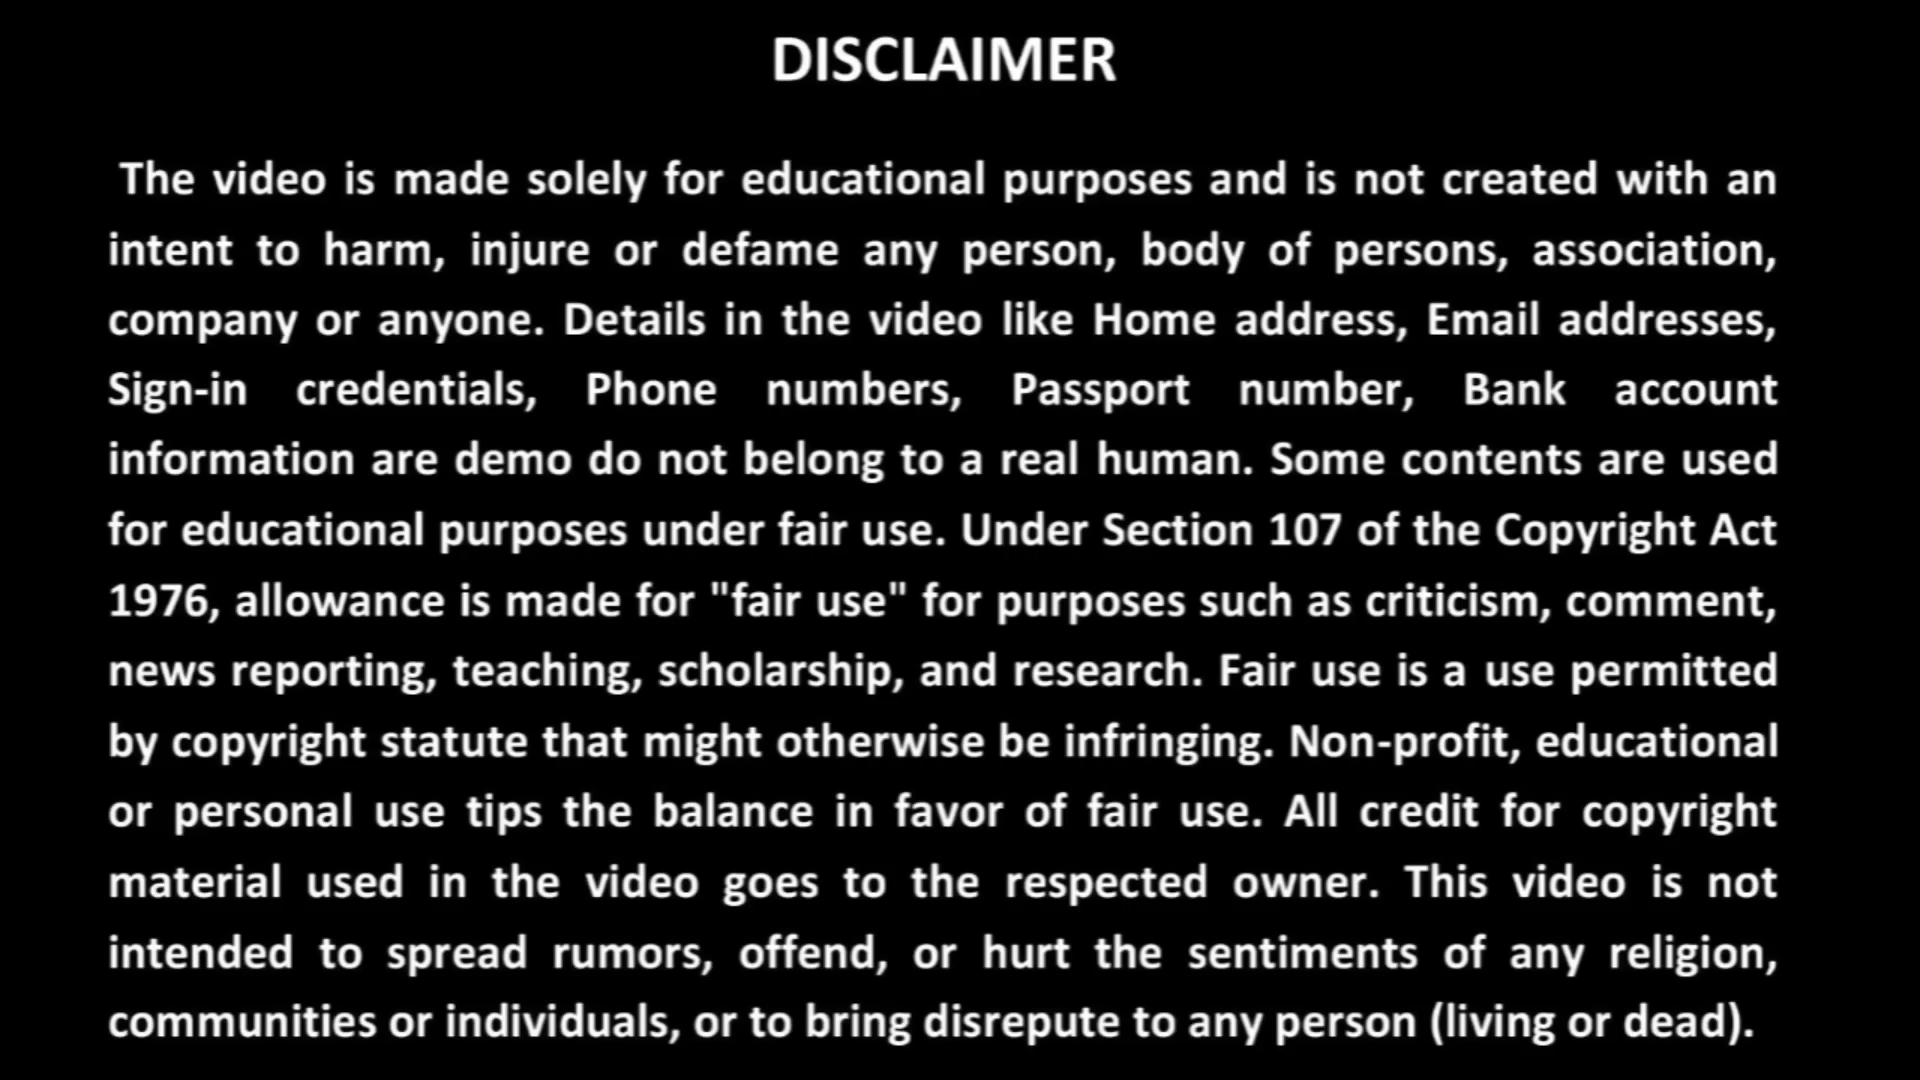 DISCLAIMER
The video is made solely for educational purposes and is not created with an
intent to harm, injure or defame any person, body of persons, association,
company or anyone. Details in the video like Home address, Email addresses,
Sign-in credentials, Phone numbers, Passport number, Bank account
information are demo do not belong to a real human. Some contents are used
for educational purposes under fair use. Under Section 107 of the Copyright Act
1976, allowance is made for "fair use" for purposes such as criticism, comment,
news reporting, teaching, scholarship, and research. Fair use is a use permitted
by copyright statute that might otherwise be infringing. Non-profit, educational
or personal use tips the balance in favor of fair use. All credit for copyright
material used in the video goes to the respected owner. This video is not
intended to spread rumors, offend, or hurt the sentiments of any religion,
communities or individuals, or to bring disrepute to any person (living or dead).